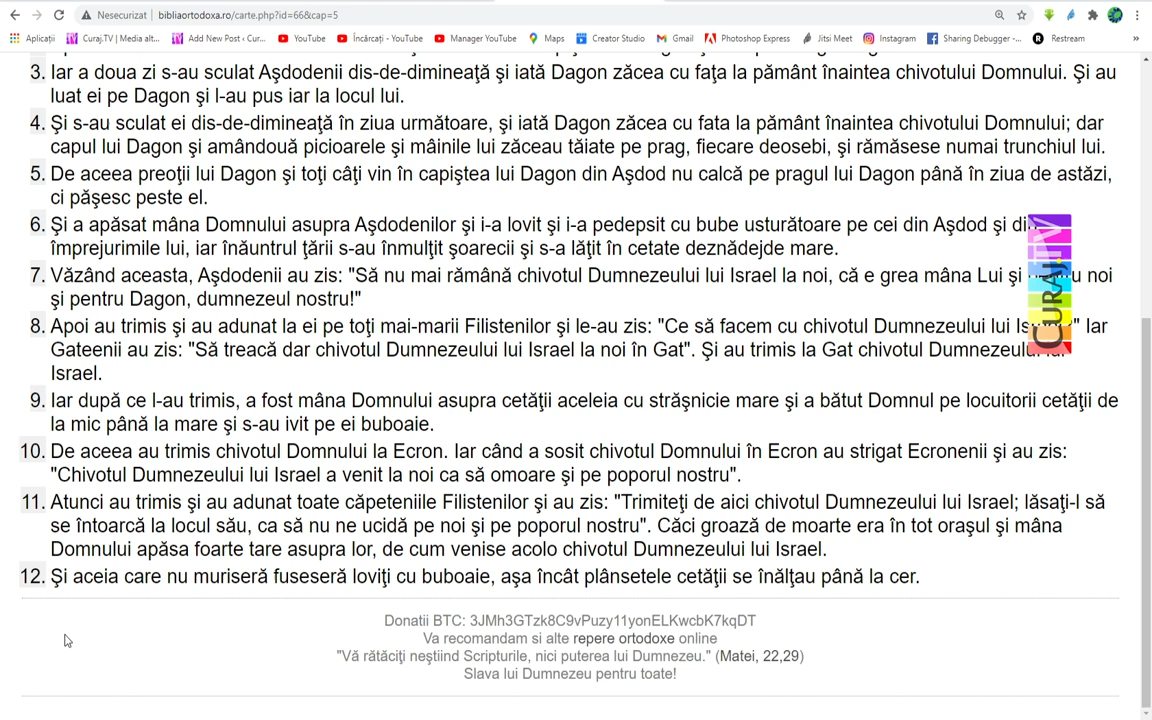 Nesecurizat | bibliaortodoxa.ro/carte.php?id=66&cap=5
Aplicații Curaj.TV | Media alt... Add New Post ‹ Cur... YouTube Încărcați - YouTube Manager YouTube Maps Creator Studio Gmail Photoshop Express Jitsi Meet Instagram Sharing Debugger -... Restream »
3. Iar a doua zi s-au sculat Aşdodenii dis-de-dimineaţă şi iată Dagon zăcea cu faţa la pământ înaintea chivotului Domnului. Şi au
luat ei pe Dagon şi l-au pus iar la locul lui.
4. Şi s-au sculat ei dis-de-dimineaţă în ziua următoare, şi iată Dagon zăcea cu fata la pământ înaintea chivotului Domnului; dar
capul lui Dagon şi amândouă picioarele şi mâinile lui zăceau tăiate pe prag, fiecare deosebi, şi rămăsese numai trunchiul lui.
5. De aceea preoţii lui Dagon şi toţi câţi vin în capiştea lui Dagon din Aşdod nu calcă pe pragul lui Dagon până în ziua de astăzi,
ci păşesc peste el.
6. Şi a apăsat mâna Domnului asupra Aşdodenilor şi i-a lovit şi i-a pedepsit cu bube usturătoare pe cei din Aşdod şi
împrejurimile lui, iar înăuntrul ţării s-au înmulţit şoarecii şi s-a lăţit în cetate deznădejde mare.
7. Văzând aceasta, Aşdodenii au zis: "Să nu mai rămână chivotul Dumnezeului lui Israel la noi, că e grea mâna Lui şi noi
şi pentru Dagon, dumnezeul nostru!"
8. Apoi au trimis şi au adunat la ei pe toţi mai-marii Filistenilor şi le-au zis: "Ce să facem cu chivotul Dumnezeului lui " Iar
Gateenii au zis: "Să treacă dar chivotul Dumnezeului lui Israel la noi în Gat". Şi au trimis la Gat chivotul Dumnezeului lui
Israel.
9. Iar după ce l-au trimis, a fost mâna Domnului asupra cetăţii aceleia cu străşnicie mare şi a bătut Domnul pe locuitorii cetăţii de
la mic până la mare şi s-au ivit pe ei buboaie.
10. De aceea au trimis chivotul Domnului la Ecron. Iar când a sosit chivotul Domnului în Ecron au strigat Ecronenii şi au zis:
"Chivotul Dumnezeului lui Israel a venit la noi ca să omoare şi pe poporul nostru".
11. Atunci au trimis şi au adunat toate căpeteniile Filistenilor şi au zis: "Trimiteţi de aici chivotul Dumnezeului lui Israel; lăsaţi-l să
se întoarcă la locul său, ca să nu ne ucidă pe noi şi pe poporul nostru". Căci groază de moarte era în tot oraşul şi mâna
Domnului apăsa foarte tare asupra lor, de cum venise acolo chivotul Dumnezeului lui Israel.
12. Şi aceia care nu muriseră fuseseră loviţi cu buboaie, aşa încât plânsetele cetăţii se înălţau până la cer.
CURAJ.TV
Donatii BTC: 3JMh3GTzk8C9vPuzy11yonELKwcbK7kqDT
Va recomandam si alte repere ortodoxe online
"Vă rătăciţi neştiind Scripturile, nici puterea lui Dumnezeu." (Matei, 22,29)
Slava lui Dumnezeu pentru toate!